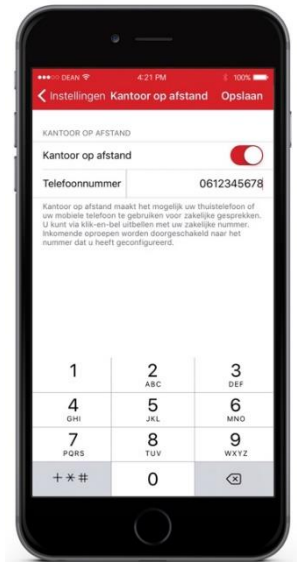 DEAN 4:21 PM 100%
Instellingen Kantoor op afstand Opslaan
KANTOOR OP AFSTAND
Kantoor op afstand
Telefoonnummer 0612345678
Kantoor op afstand maakt het mogelijk uw thuistelefoon of
uw mobiele telefoon te gebruiken voor zakelijke gesprekken.
U kunt via klik-en-bel uitbellen met uw zakelijke nummer.
Inkomende oproepen worden doorgeschakeld naar het
nummer dat u heeft geconfigureerd.
1 2 3
ABC DEF
4 5 6
GHI JKL MNO
7 8 9
PQRS TUV WXYZ
+*# 0